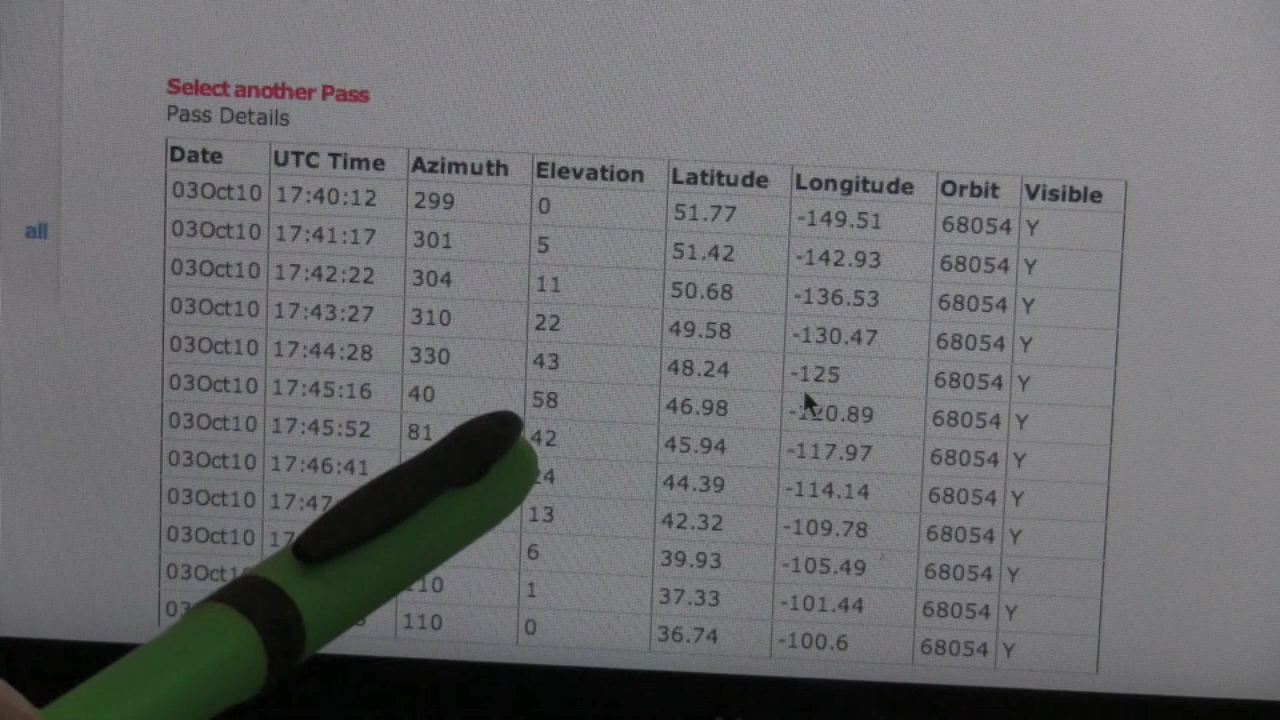 Select another Pass
Pass Details
Date UTC Time Azimuth Elevation Latitude Longitude Orbit Visible
03Oct10 17:40:12 299 0 51.77 -149.51 68054 Y
03Oct10 17:41:17 301 5 51.42 -142.93 68054 Y
03Oct10 17:42:22 304 11 50.68 -136.53 68054 Y
03Oct10 17:43:27 310 22 49.58 -130.47 68054 Y
03Oct10 17:44:28 330 43 48.24 -125 68054 Y
all
03Oct10 17:45:16 40 58 46.98 -120.89 68054 Y
03Oct10 17:45:52 81 42 45.94 -117.97 68054 Y
03Oct10 17:46:41 44.39 -114.14 68054 Y
03Oct10 13 42.32 -109.78 68054 Y
03Oct10 6 39.93 -105.49 68054 Y
1 37.33 -101.44 68054 Y
110 0 36.74 -100.6 68054 Y